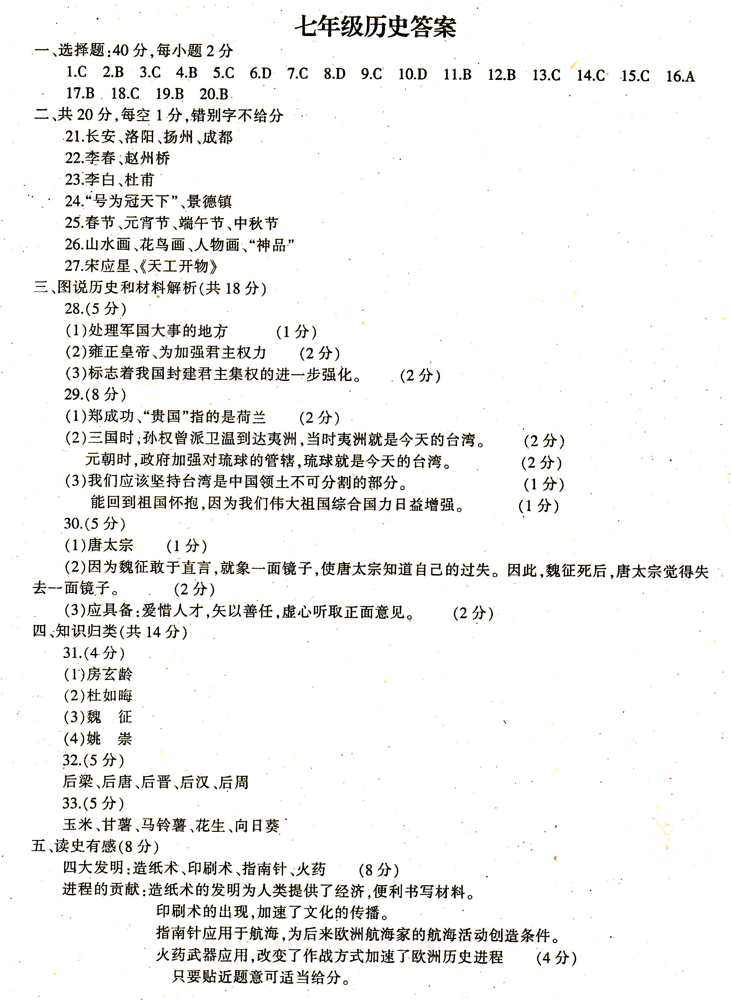 七年级历史答案
一、选择题:40分,每小题2分
1.C 2.B 3.C 4.B 5.C 6.D 7.C 8.D 9.C 10.D 11.B 12.B 13.C 14.C 15.C 16.A
17.B 18.C 19.B 20.B
二、共20分,每空1分,错别字不给分
21.长安、洛阳、扬州、成都
22.李春、赵州桥
23.李白、杜甫
24.“号为冠天下”、景德镇
25.春节、元宵节、端午节、中秋节
26.山水画、花鸟画、人物画、“神品”
27.宋应星、《天工开物》
三、图说历史和材料解析(共18分)
28.(5分)
(1)处理军国大事的地方 (1分)
(2)雍正皇帝、为加强君主权力 (2分)
(3)标志着我国封建君主集权的进一步强化。 (2分)
29.(8分)
(1)郑成功、“贵国”指的是荷兰 (2分)
(2)三国时,孙权曾派卫温到达夷洲,当时夷洲就是今天的台湾。 (2分)
元朝时,政府加强对琉球的管辖,琉球就是今天的台湾。 (2分)
(3)我们应该坚持台湾是中国领土不可分割的部分。 (1分)
能回到祖国怀抱,因为我们伟大祖国综合国力日益增强。 (1分)
30.(5分)
(1)唐太宗 (1分)
(2)因为魏征敢于直言,就象一面镜子,使唐太宗知道自己的过失。因此,魏征死后,唐太宗觉得失
去一面镜子。 (2分)
(3)应具备:爱惜人才,矢以善任,虚心听取正面意见。 (2分)
四、知识归类(共14分)
31.(4分)
(1)房玄龄
(2)杜如晦
(3)魏 征
(4)姚 崇
32.(5分)
后梁、后唐、后晋、后汉、后周
33.(5分)
玉米、甘薯、马铃薯、花生、向日葵
五、读史有感(8分)
四大发明:造纸术、印刷术、指南针、火药 (8分)
进程的贡献:造纸术的发明为人类提供了经济,便利书写材料。
印刷术的出现,加速了文化的传播。
指南针应用于航海,为后来欧洲航海家的航海活动创造条件。
火药武器应用,改变了作战方式加速了欧洲历史进程 (4分)
只要贴近题意可适当给分。